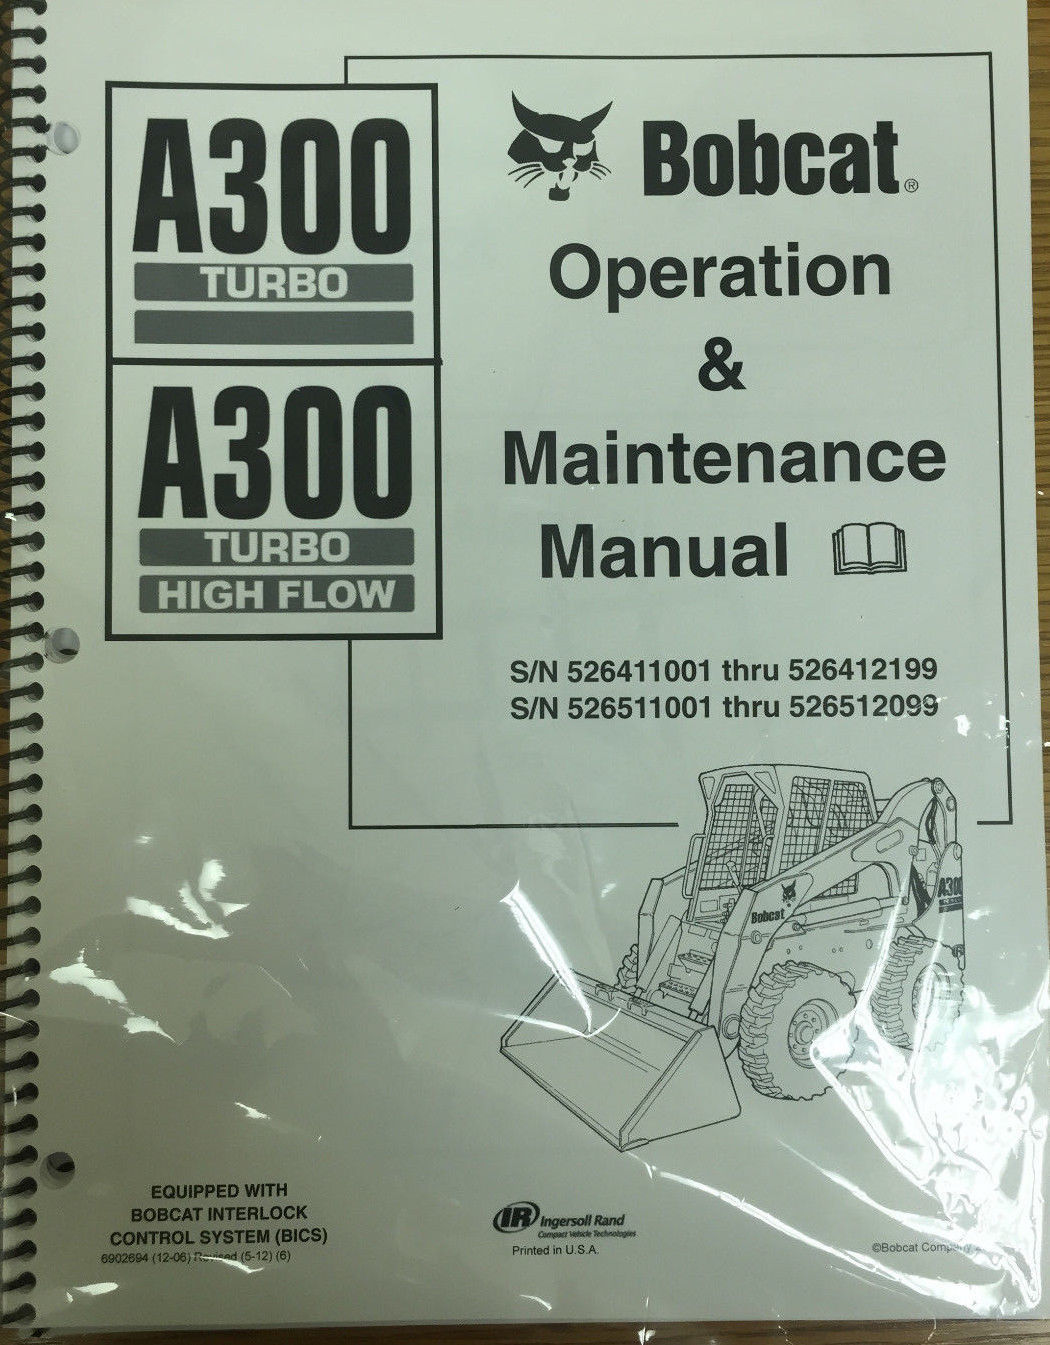 A300
TURBO
A300
TURBO
HIGH FLOW
Bobcat®
Operation
&
Maintenance
Manual
S/N 526411001 thru 526412199
S/N 526511001 thru 526512099
Bobcat
A300
EQUIPPED WITH
BOBCAT INTERLOCK
CONTROL SYSTEM (BICS)
6902694 (12-06) Revised (5-12) (6)
IR Ingersoll Rand
Compact Vehicle Technologies
Printed in U.S.A.
©Bobcat Company